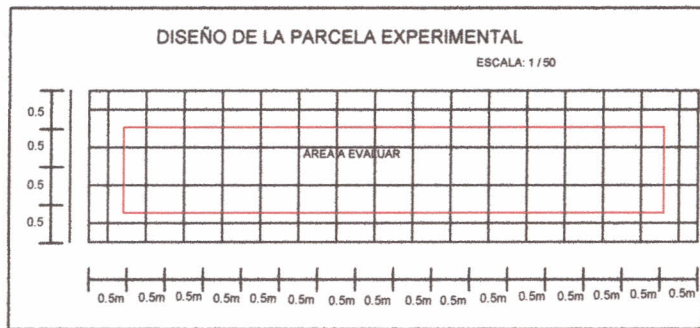 DISEÑO DE LA PARCELA EXPERIMENTAL
ESCALA: 1 / 50
0.5
0.5
ÁREA A EVALUAR
0.5
0.5
0.5m 0.5m 0.5m 0.5m 0.5m 0.5m 0.5m 0.5m 0.5m 0.5m 0.5m 0.5m 0.5m 0.5m 0.5m 0.5m